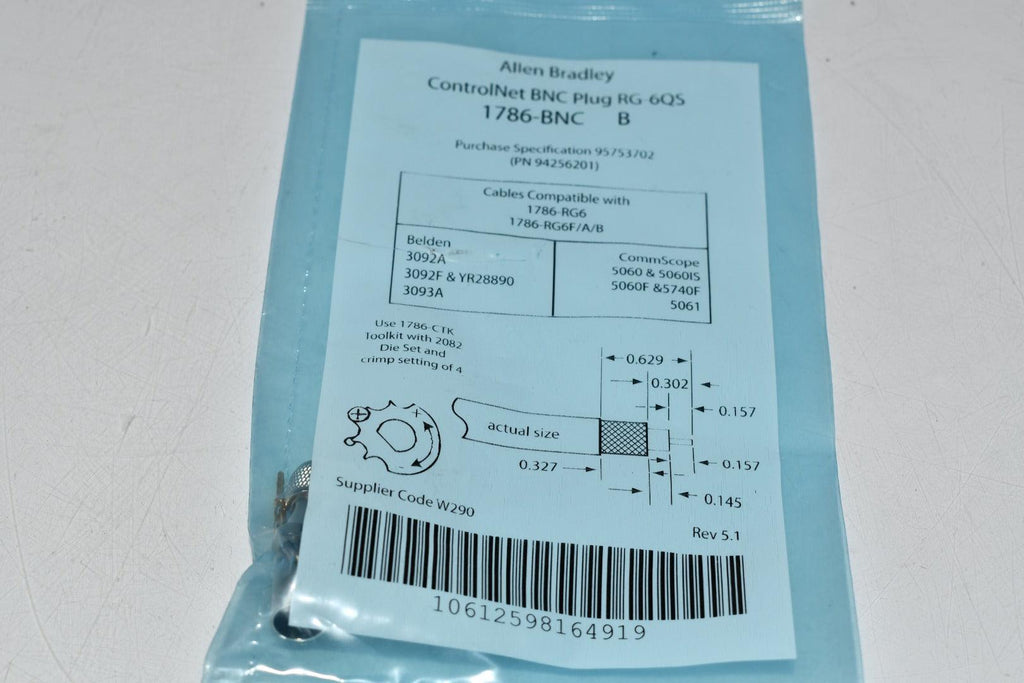 Allen Bradley
ControlNet BNC Plug RG-6QS
1786-BNC B
Purchase Specification 95753702
(PN 94256201)
Cables Compatible with
1786-RG6
1786-RG6F/A/B
Belden
3092A
3092F & YR28890
3093A
CommScope
5060 & 5060IS
5060F &5740F
5061
Use 1786-CTK
Toolkit with 2082
Die Set and
crimp setting of 4
0.629
0.302
0.157
actual size
0.327
0.157
0.145
Supplier Code W290
Rev 5.1
10612598164919